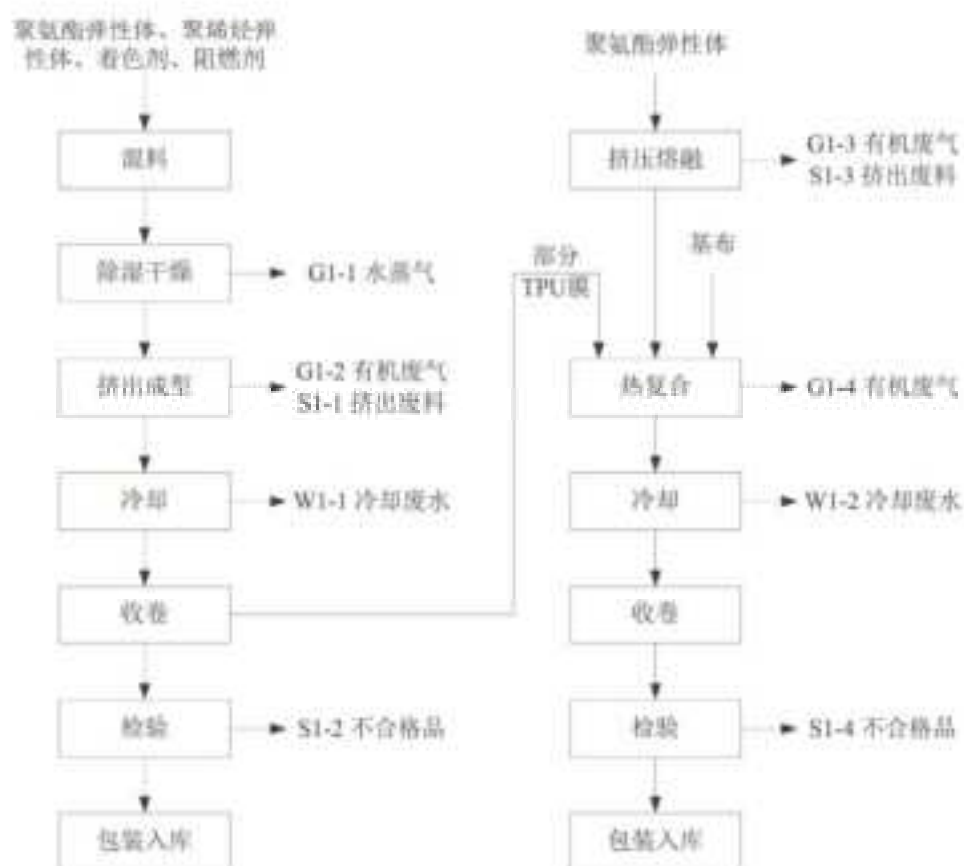 聚氨酯弹性体、聚烯烃弹
性体、着色剂、阻燃剂
混料
除湿干燥
G1-1 水蒸气
挤出成型
G1-2 有机废气
S1-1 挤出废料
冷却
W1-1 冷却废水
收卷
检验
S1-2 不合格品
包装入库
聚氨酯弹性体
挤压熔融
G1-3 有机废气
S1-3 挤出废料
部分
TPU膜
基布
热复合
G1-4 有机废气
冷却
W1-2 冷却废水
收卷
检验
S1-4 不合格品
包装入库